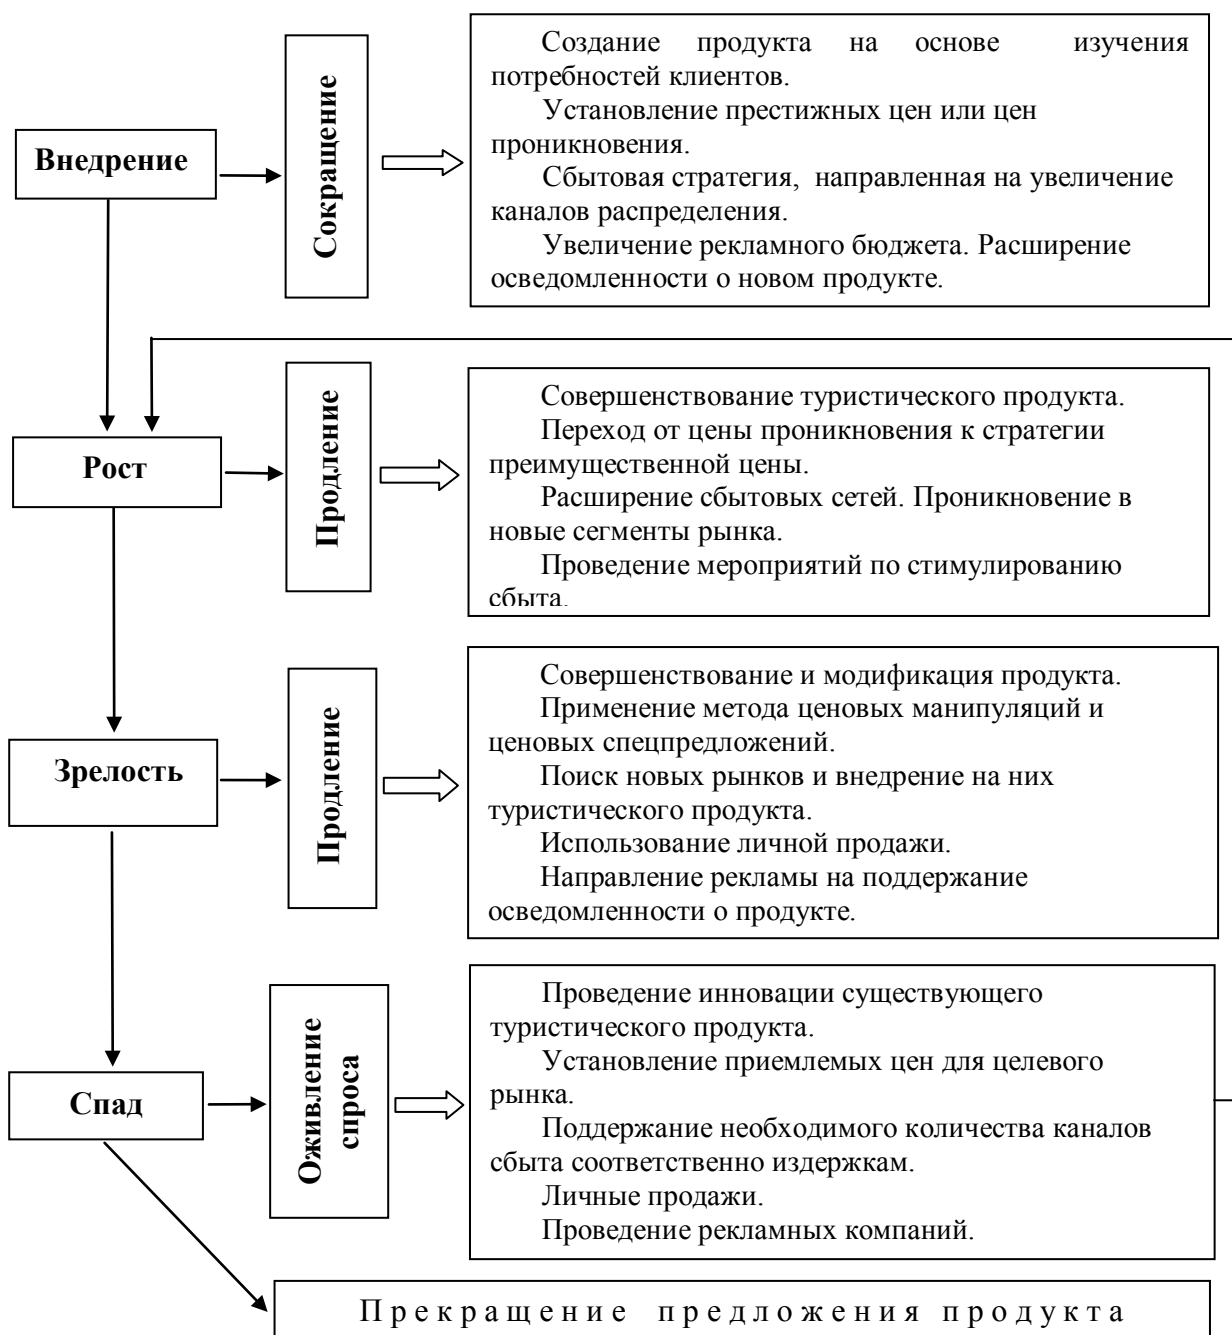 Внедрение
Сокращение
Создание продукта на основе изучения
потребностей клиентов.
Установление престижных цен или цен
проникновения.
Сбытовая стратегия, направленная на увеличение
каналов распределения.
Увеличение рекламного бюджета. Расширение
осведомленности о новом продукте.
Рост
Продление
Совершенствование туристического продукта.
Переход от цены проникновения к стратегии
преимущественной цены.
Расширение сбытовых сетей. Проникновение в
новые сегменты рынка.
Проведение мероприятий по стимулированию
сбыта.
Зрелость
Продление
Совершенствование и модификация продукта.
Применение метода ценовых манипуляций и
ценовых спецпредложений.
Поиск новых рынков и внедрение на них
туристического продукта.
Использование личной продажи.
Направление рекламы на поддержание
осведомленности о продукте.
Спад
Оживление
спроса
Проведение инновации существующего
туристического продукта.
Установление приемлемых цен для целевого
рынка.
Поддержание необходимого количества каналов
сбыта соответственно издержкам.
Личные продажи.
Проведение рекламных компаний.
Прекращение предложения продукта